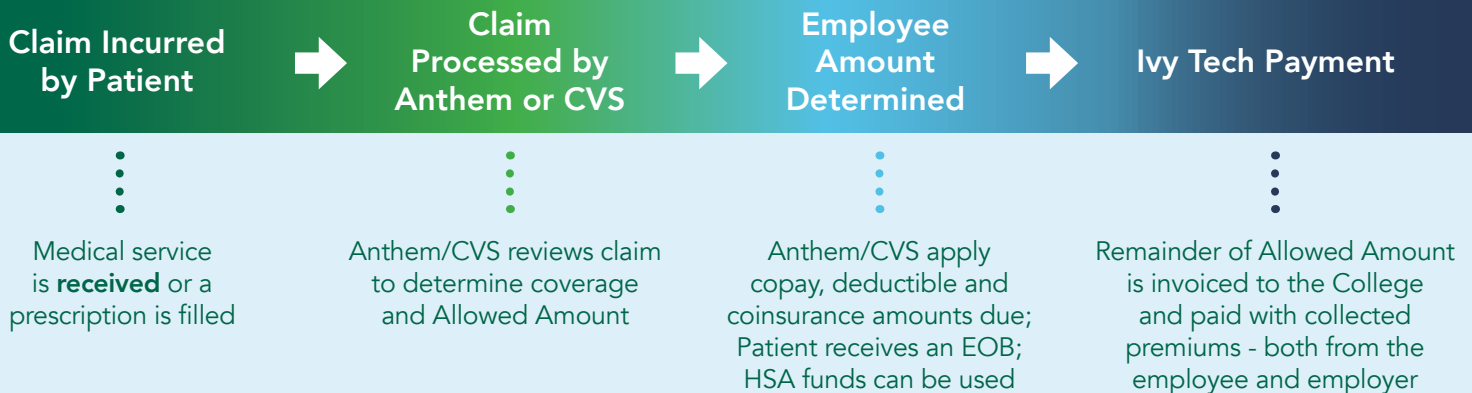 Claim Incurred
by Patient
Claim
Processed by
Anthem or CVS
Employee
Amount
Determined
Ivy Tech Payment
Medical service
is received or a
prescription is filled
Anthem/CVS reviews claim
to determine coverage
and Allowed Amount
Anthem/CVS apply
copay, deductible and
coinsurance amounts due;
Patient receives an EOB;
HSA funds can be used
Remainder of Allowed Amount
is invoiced to the College
and paid with collected
premiums - both from the
employee and employer